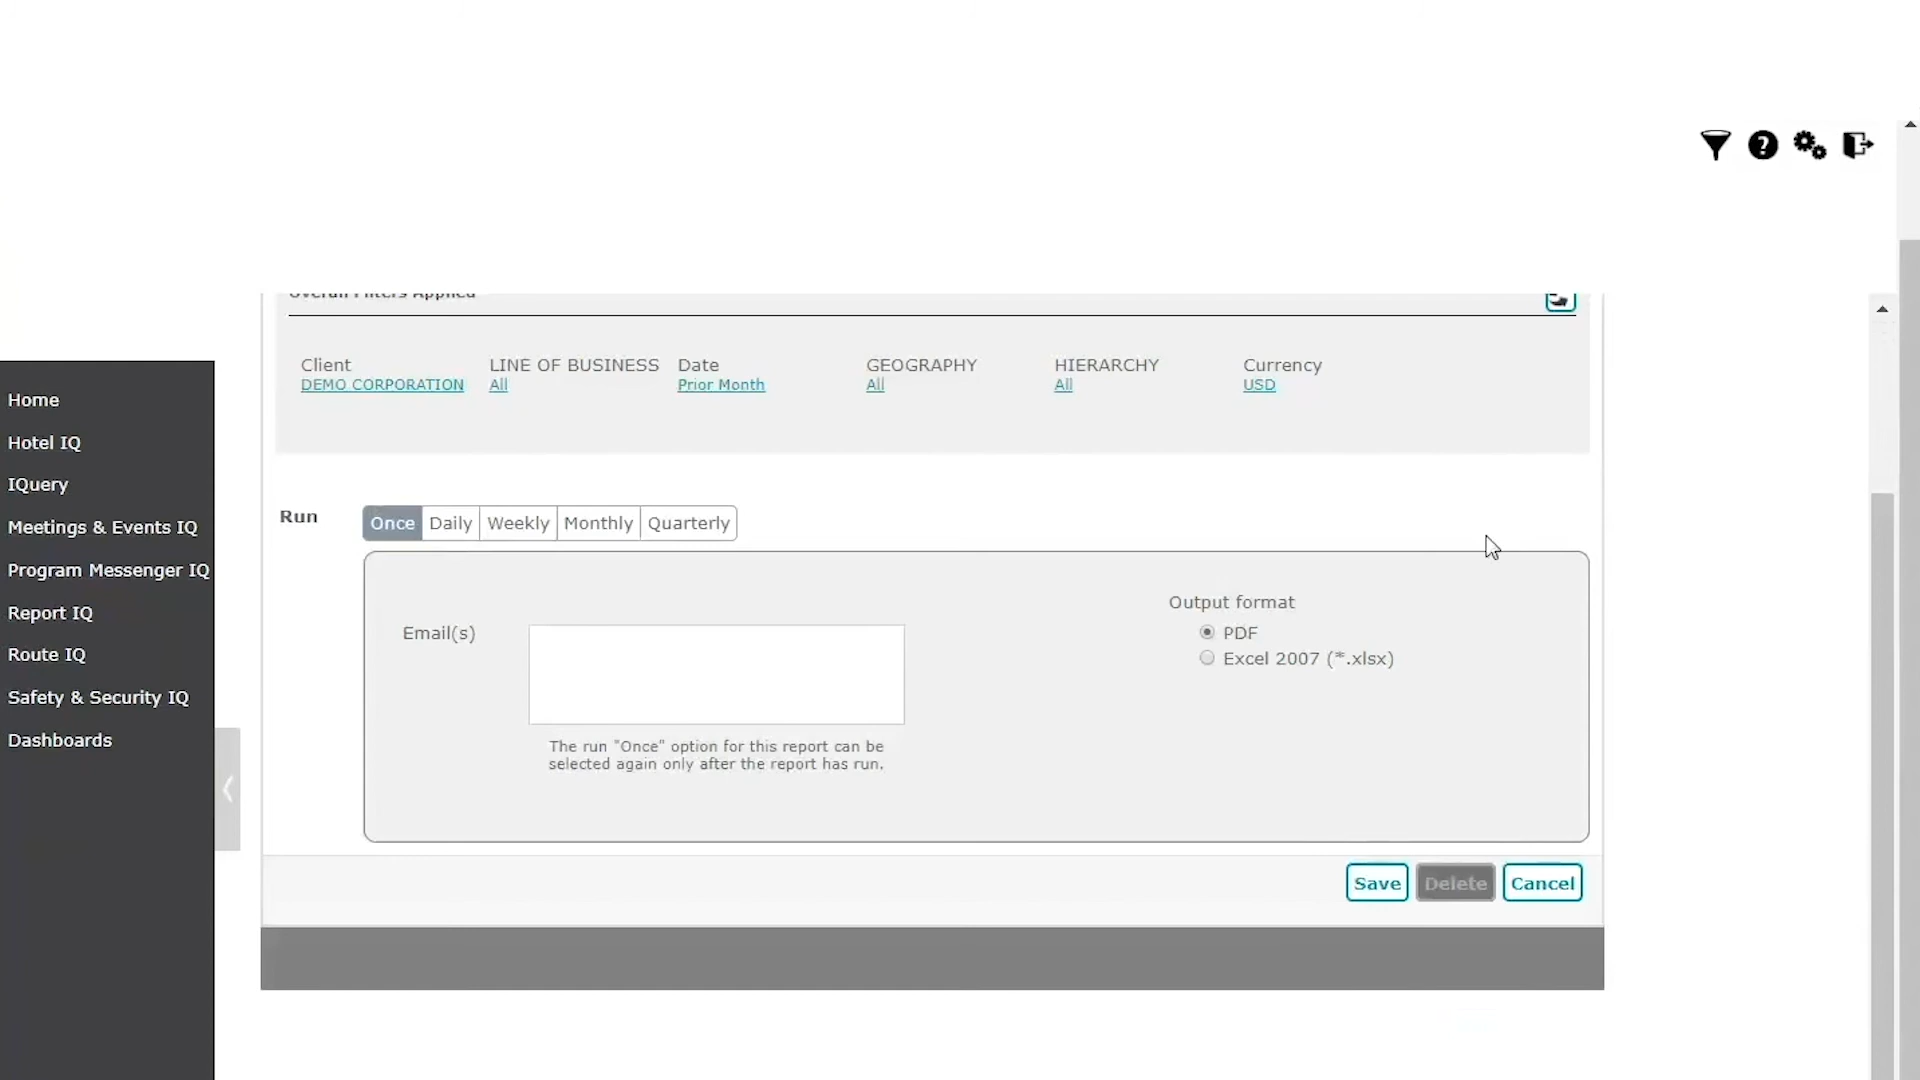 Overall Filters Applied
Client LINE OF BUSINESS Date GEOGRAPHY HIERARCHY Currency
DEMO CORPORATION All Prior Month All All USD
Home
Hotel IQ
IQuery
Meetings & Events IQ
Program Messenger IQ
Report IQ
Route IQ
Safety & Security IQ
Dashboards
Run Once Daily Weekly Monthly Quarterly
Output format
Email(s)
PDF
Excel 2007 (*.xlsx)
The run "Once" option for this report can be
selected again only after the report has run.
Save Delete Cancel